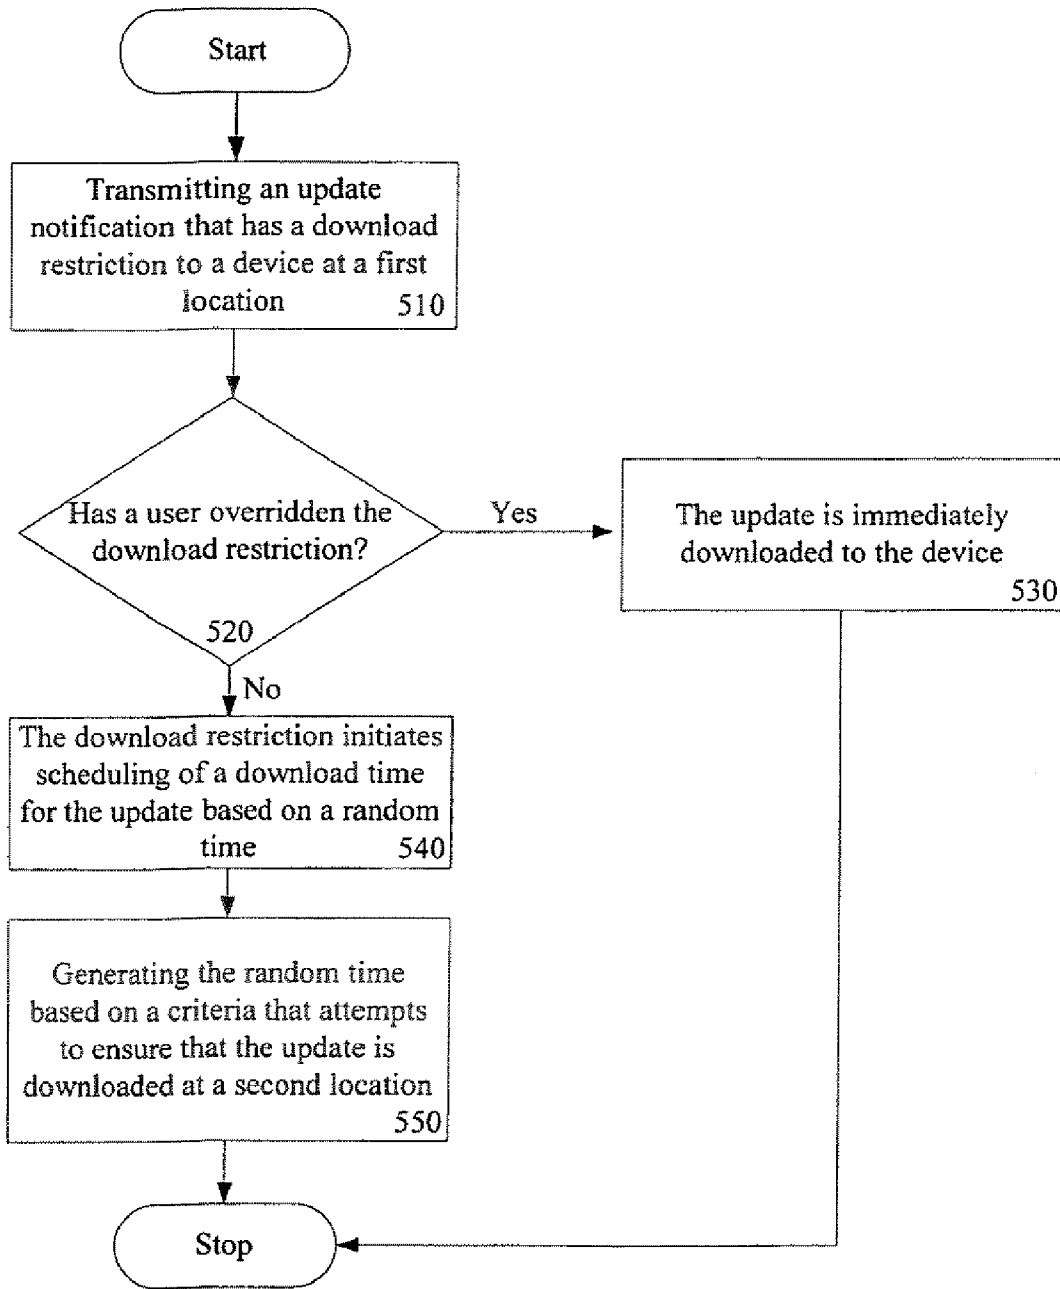 Start
Transmitting an update
notification that has a download
restriction to a device at a first
location
510
Has a user overridden the
download restriction?
520
Yes
The update is immediately
downloaded to the device
530
No
The download restriction initiates
scheduling of a download time
for the update based on a random
time
540
Generating the random time
based on a criteria that attempts
to ensure that the update is
downloaded at a second location
550
Stop